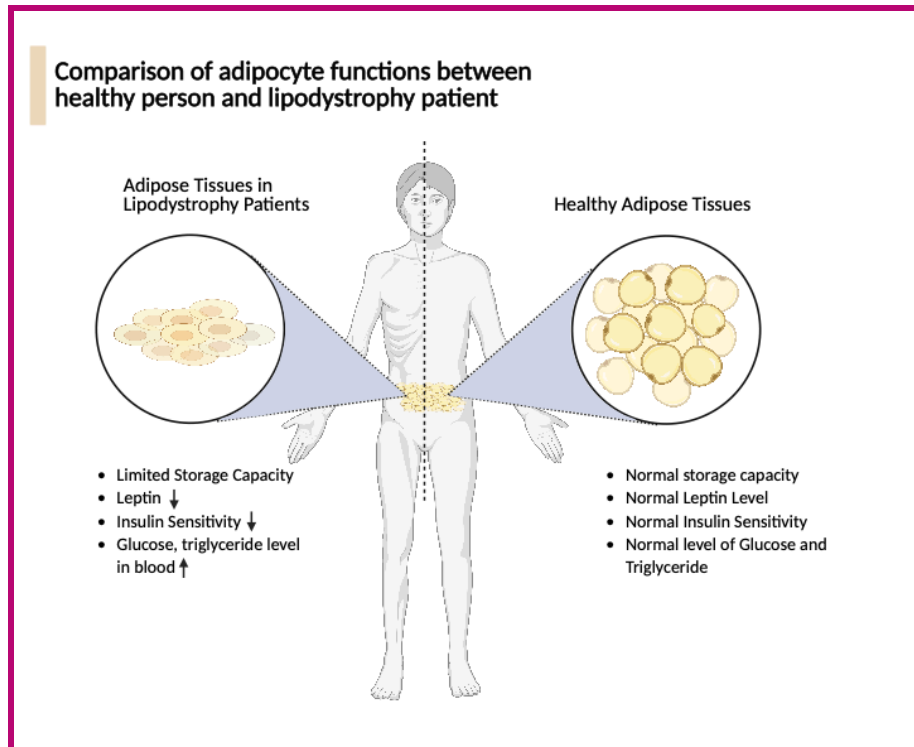 Comparison of adipocyte functions between
healthy person and lipodystrophy patient
Adipose Tissues in
Lipodystrophy Patients
• Limited Storage Capacity
• Leptin ↓
• Insulin Sensitivity ↓
• Glucose, triglyceride level
in blood ↑
Healthy Adipose Tissues
• Normal storage capacity
• Normal Leptin Level
• Normal Insulin Sensitivity
• Normal level of Glucose and
Triglyceride